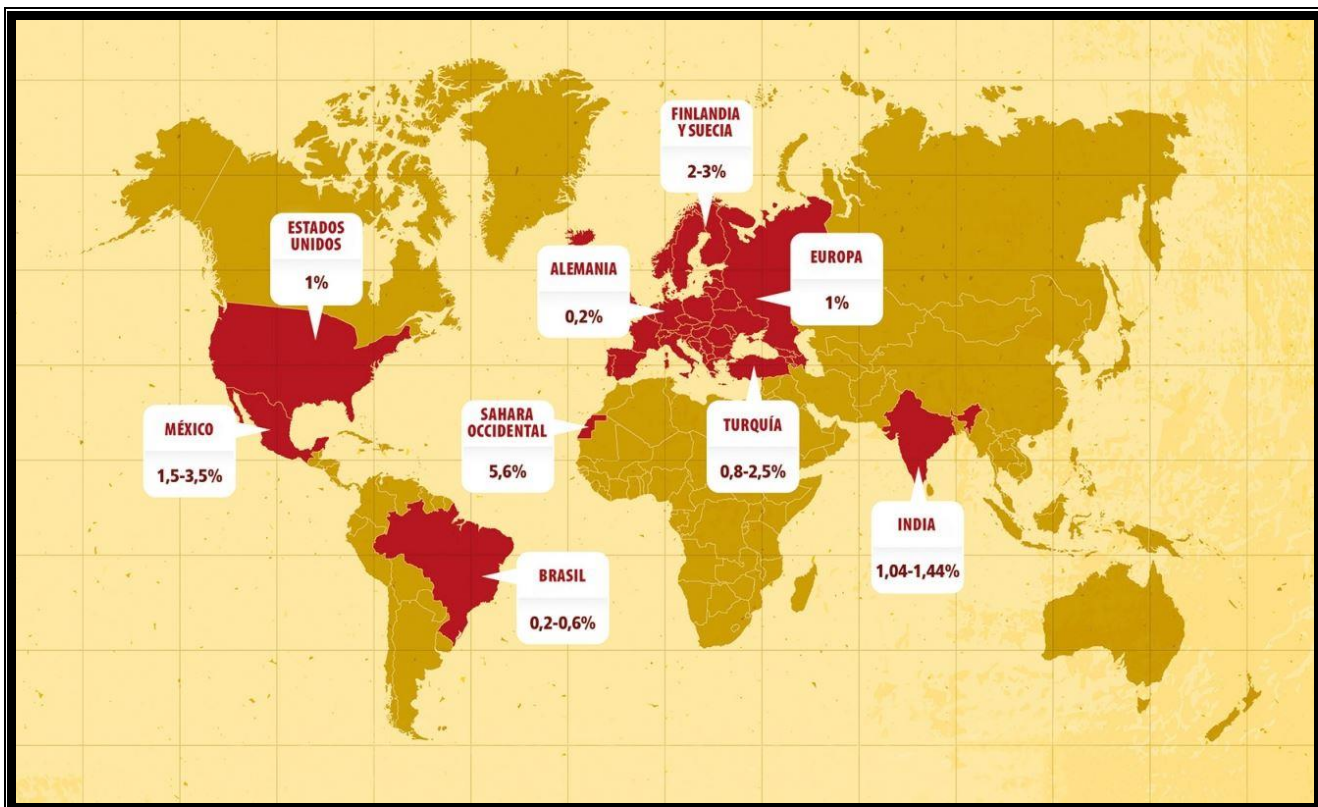 FINLANDIA
Y SUECIA
2-3%
ESTADOS
UNIDOS
1%
ALEMANIA
0,2%
EUROPA
1%
MÉXICO
1,5-3,5%
SAHARA
OCCIDENTAL
5,6%
TURQUÍA
0,8-2,5%
INDIA
1,04-1,44%
BRASIL
0,2-0,6%